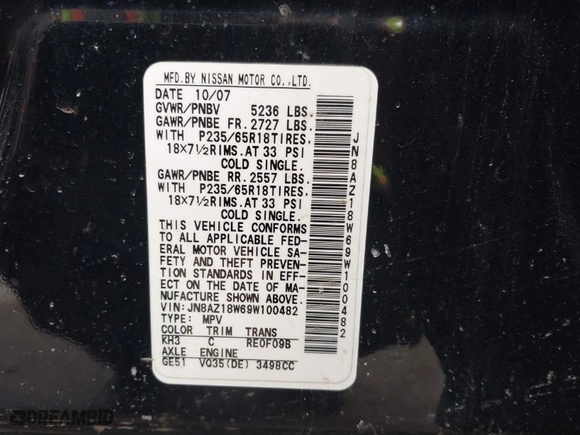 MFD.BY NISSAN MOTOR CO.,LTD.
DATE 10/07
GVWR/PNBV 5236 LBS.
GAWR/PNBE FR.2727 LBS.
WITH P235/65R18TIRES.
18×7½RIMS.AT 33 PSI
COLD SINGLE.
GAWR/PNBE RR.2557 LBS.
WITH P235/65R18TIRES.
18×7½RIMS.AT 33 PSI
COLD SINGLE.
THIS VEHICLE CONFORMS
TO ALL APPLICABLE FED-
ERAL MOTOR VEHICLE SA-
FETY AND THEFT PREVEN-
TION STANDARDS IN EFF-
ECT ON THE DATE OF MA-
NUFACTURE SHOWN ABOVE.
VIN:JN8AZ18W69W100482
TYPE: MPV
COLOR TRIM TRANS
KH3 C RE0F09B
AXLE ENGINE
GE51 VQ35(DE) 3498CC
JN8AZ18W69W100482
DREAMBID